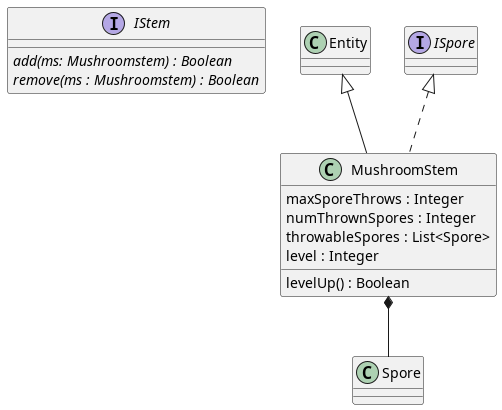 I IStem
add(ms: Mushroomstem) : Boolean
remove(ms : Mushroomstem) : Boolean
C Entity
I ISpore
C MushroomStem
maxSporeThrows : Integer
numThrownSpores : Integer
throwableSpores : List<Spore>
level : Integer
levelUp() : Boolean
C Spore